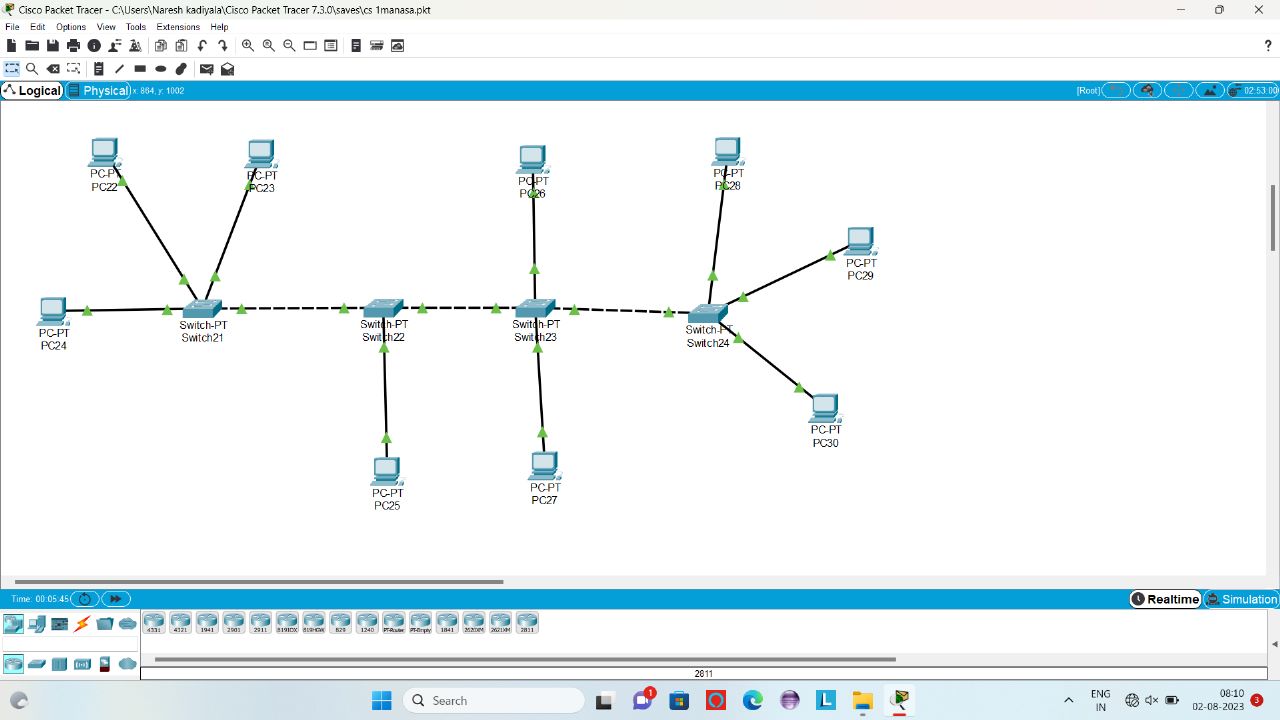 Cisco Packet Tracer - C:\Users\Naresh kadiyala\Cisco Packet Tracer 7.3.0\saves\cs 1manasa.pkt
File Edit Options View Tools Extensions Help
?
Logical Physical x: 864, y: 1002 [Root] 02:53:00
PC-PT
PC22
PC-PT
PC23
PC-PT
PC26
PC-PT
PC28
PC-PT
PC29
PC-PT
PC24
Switch-PT
Switch21
Switch-PT
Switch22
Switch-PT
Switch23
Switch-PT
Switch24
PC-PT
PC30
PC-PT
PC25
PC-PT
PC27
Time: 00:05:45 Realtime Simulation
4331 4321 1941 2901 2911 819IOX 819HGW 829 1240 PT-Router PT-Empty 1841 2620XM 2621XM 2811
2811
Search 1 L ENG 08:10
IN 02-08-2023 3